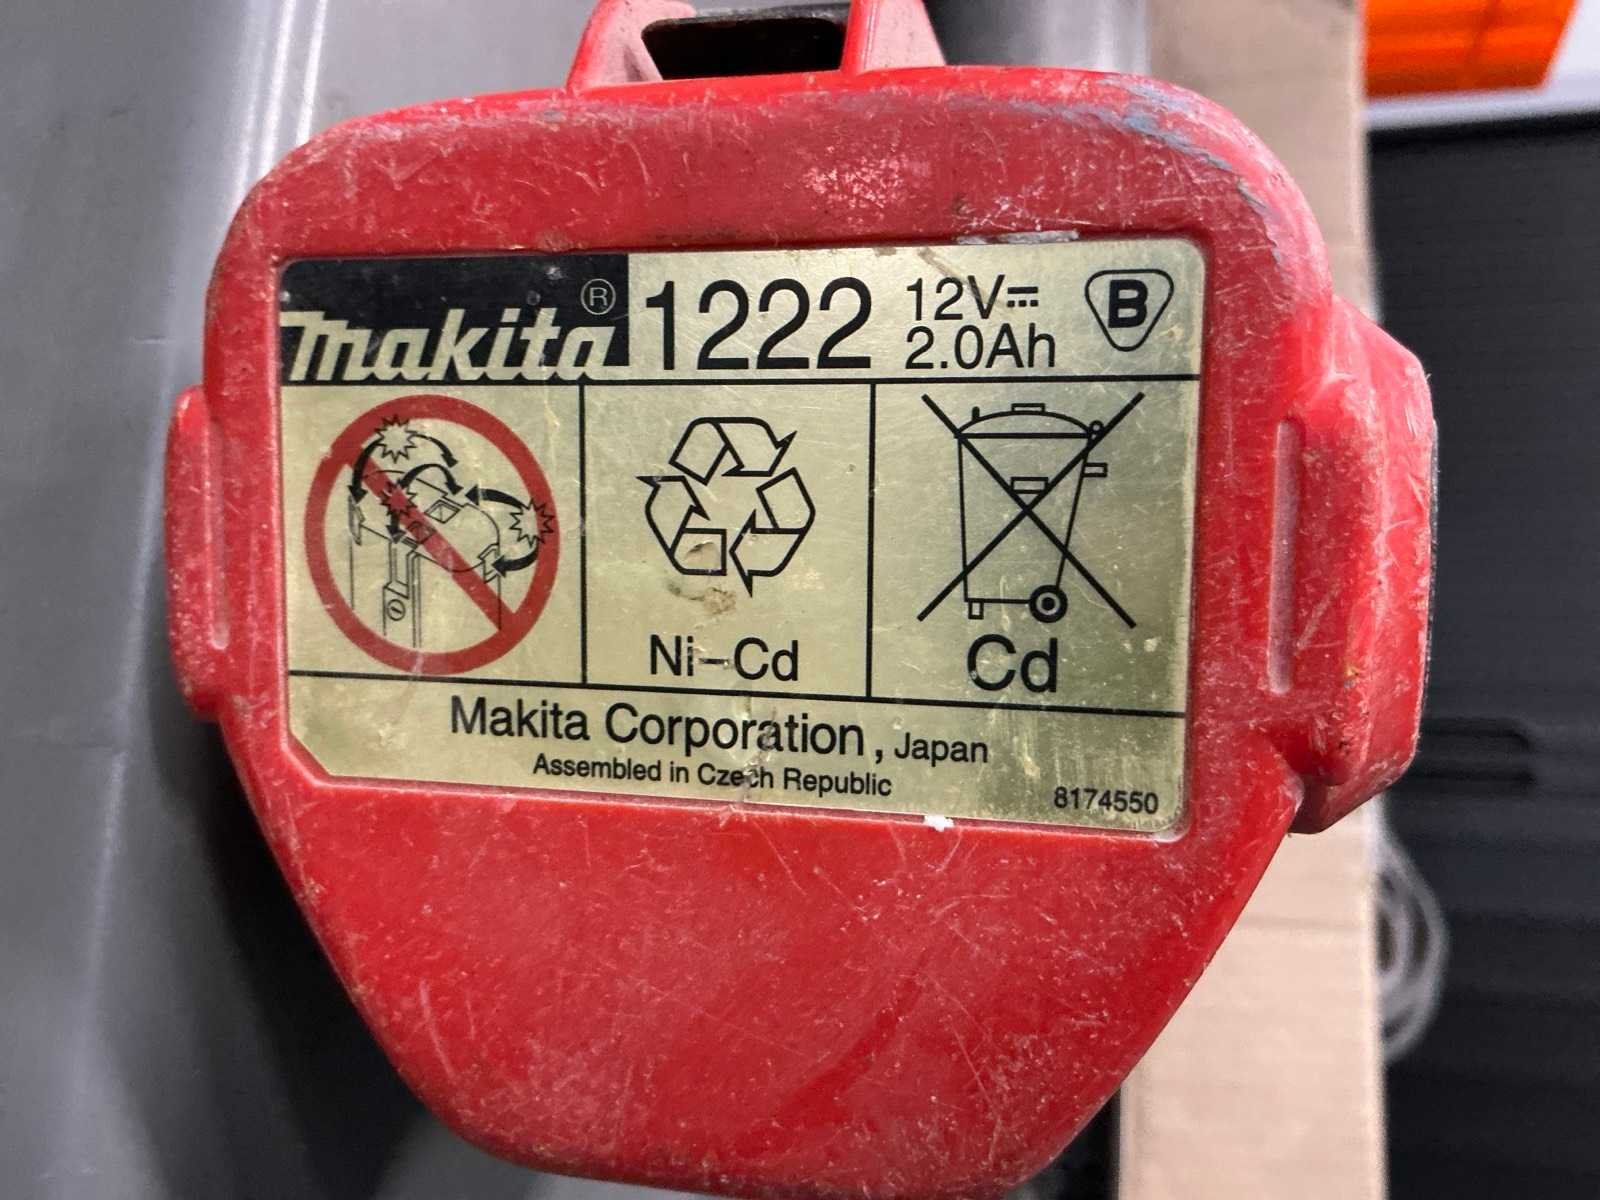 makita® 1222 12V⎓ B
2.0Ah
Ni-Cd
Cd
Makita Corporation, Japan
Assembled in Czech Republic
8174550